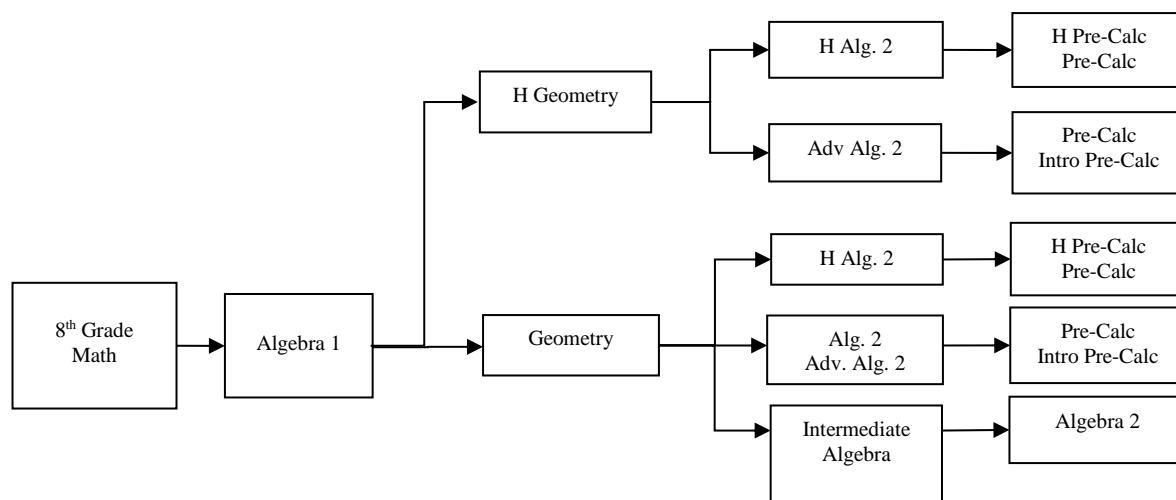 H Alg. 2
H Pre-Calc
Pre-Calc
H Geometry
Adv Alg. 2
Pre-Calc
Intro Pre-Calc
H Alg. 2
H Pre-Calc
Pre-Calc
8th Grade
Math
Algebra 1
Geometry
Alg. 2
Adv. Alg. 2
Pre-Calc
Intro Pre-Calc
Intermediate
Algebra
Algebra 2